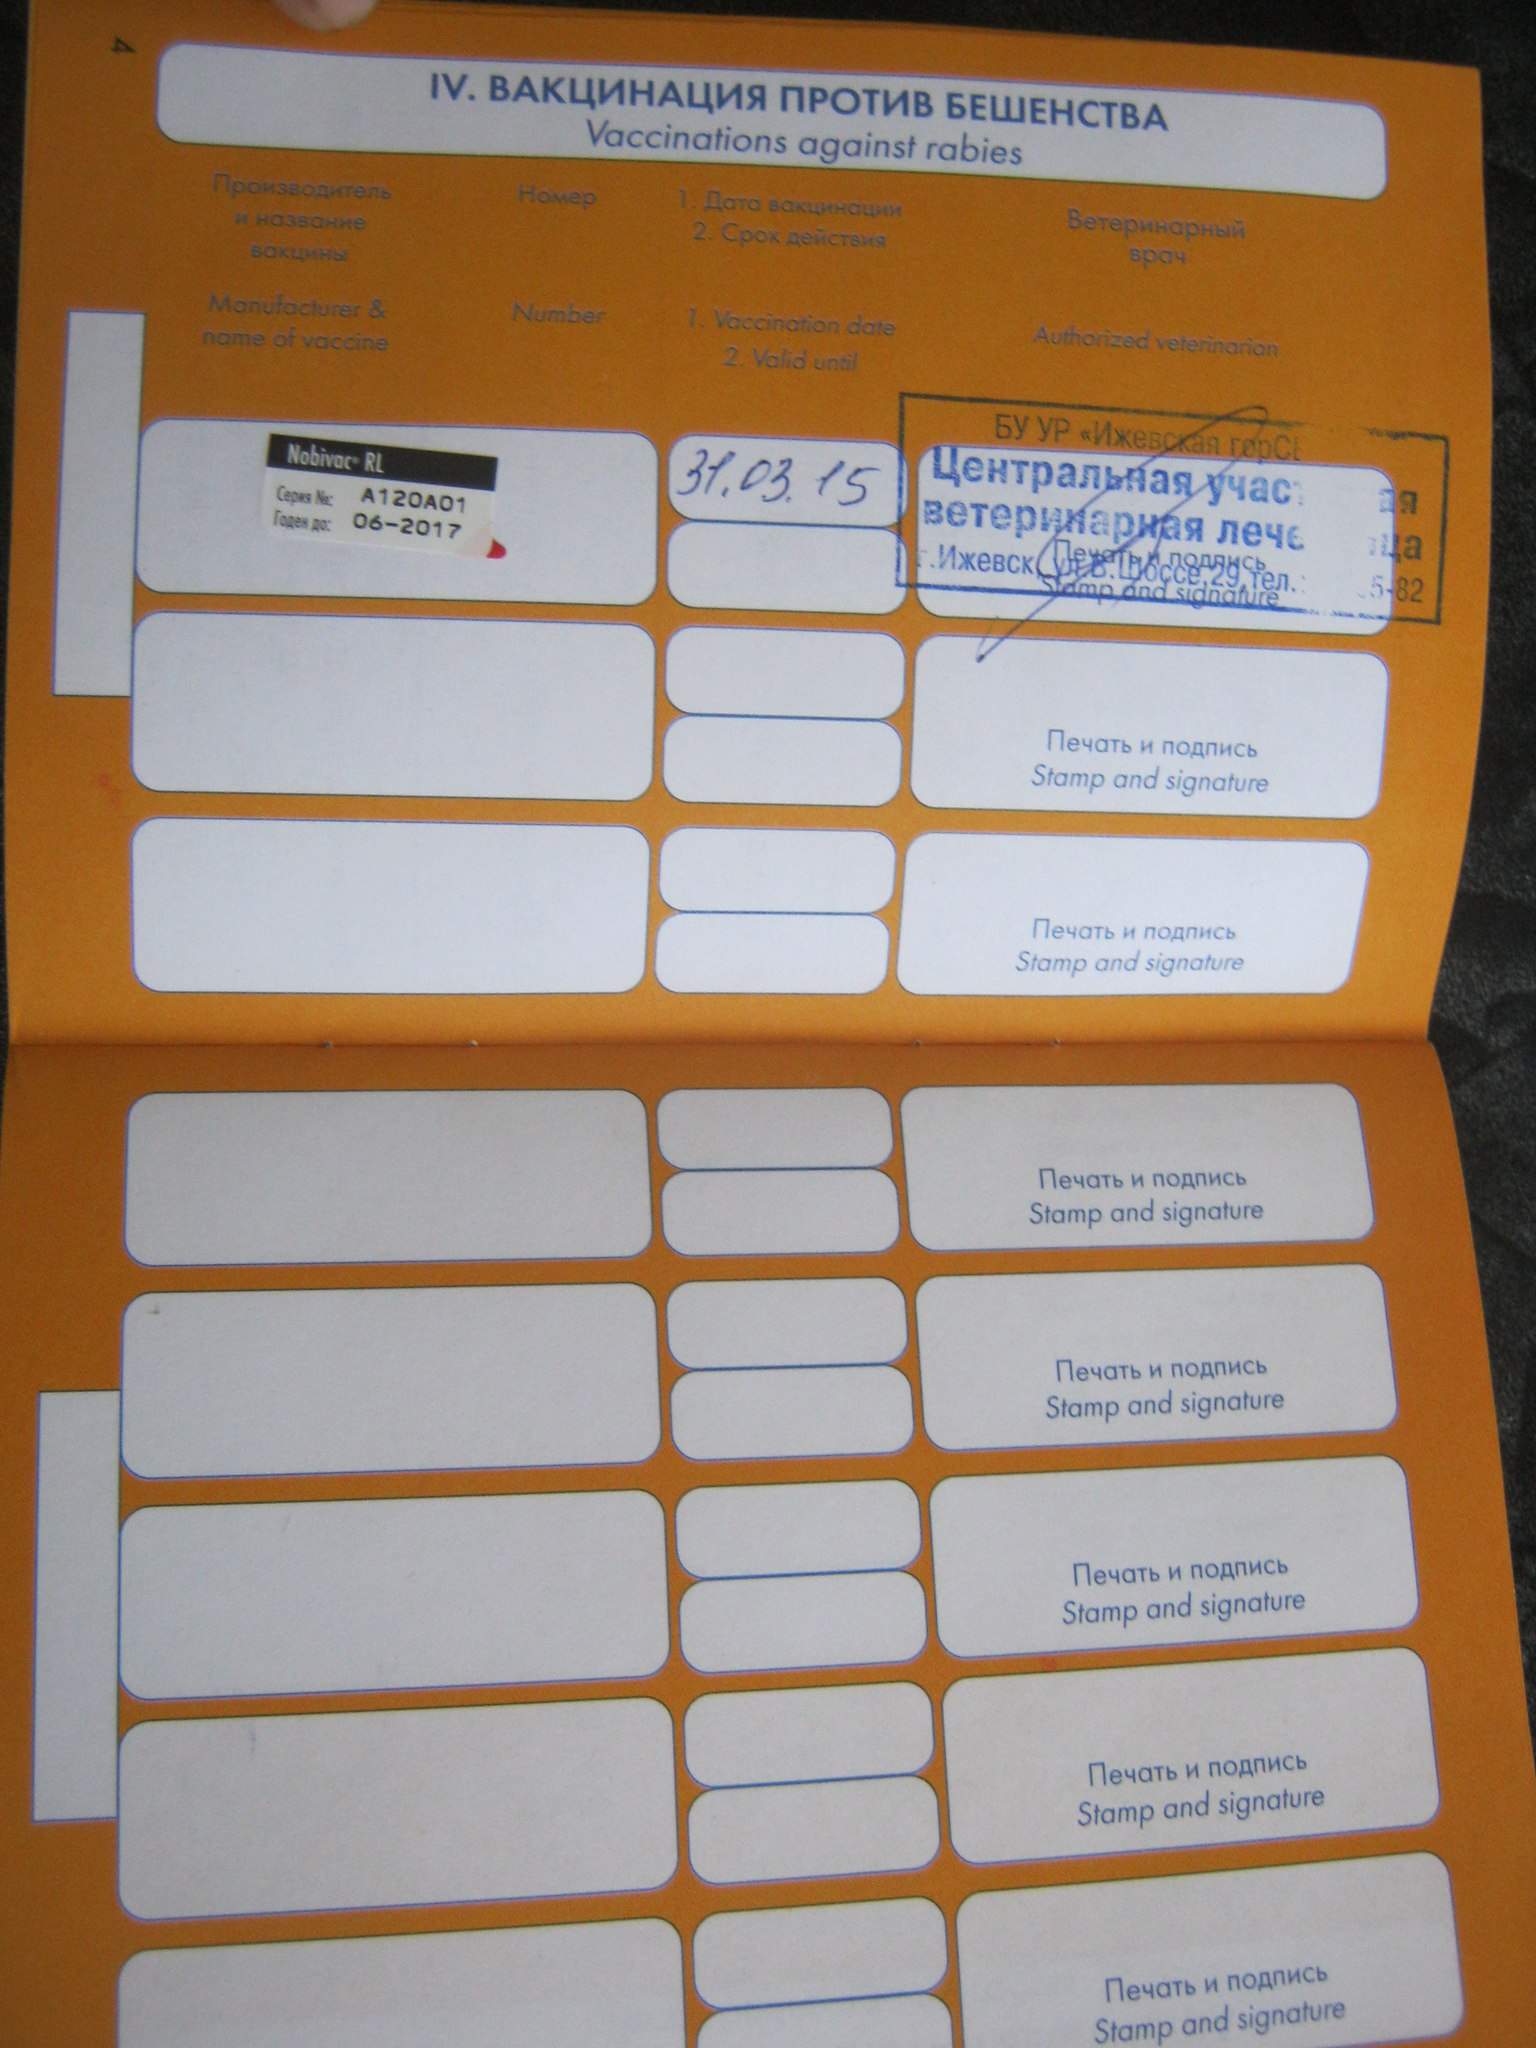 4
IV. ВАКЦИНАЦИЯ ПРОТИВ БЕШЕНСТВА
Vaccinations against rabies
Производитель
и название
вакцины
Номер
1. Дата вакцинации
2. Срок действия
Ветеринарный
врач
Manufacturer &
name of vaccine
Number
1. Vaccination date
2. Valid until
Authorized veterinarian
Nobivac® RL
Серия №: A120A01
Годен до: 06-2017
31.03.15
БУ УР «Ижевская
Центральная
ветеринарная
г.Ижевск, ул.В.Шоссе,29,тел.: 5-82
Печать и подпись
Stamp and signature
Печать и подпись
Stamp and signature
Печать и подпись
Stamp and signature
Печать и подпись
Stamp and signature
Печать и подпись
Stamp and signature
Печать и подпись
Stamp and signature
Печать и подпись
Stamp and signature
Печать и подпись
Stamp and signature